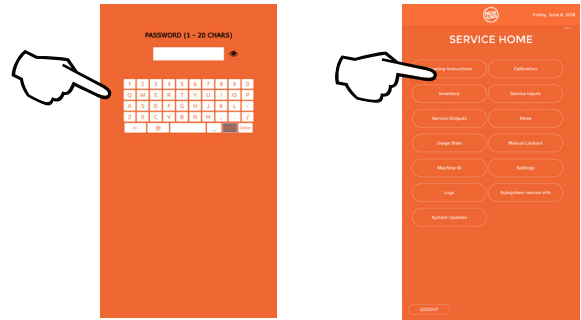 PASSWORD (1 - 20 CHARS)
1 2 3 4 5 6 7 8 9 0
Q W E R T Y U I O P
A S D F G H J K L -
Z X C V B N M , . /
@ _
Friday, June 8, 2018
SERVICE HOME
Instructions
Calibration
Inventory
Service Inputs
Service Outputs
Rinse
Usage Stats
Manual Lockout
Machine ID
Settings
Logs
Subsystem version info
System Updates
LOGOUT